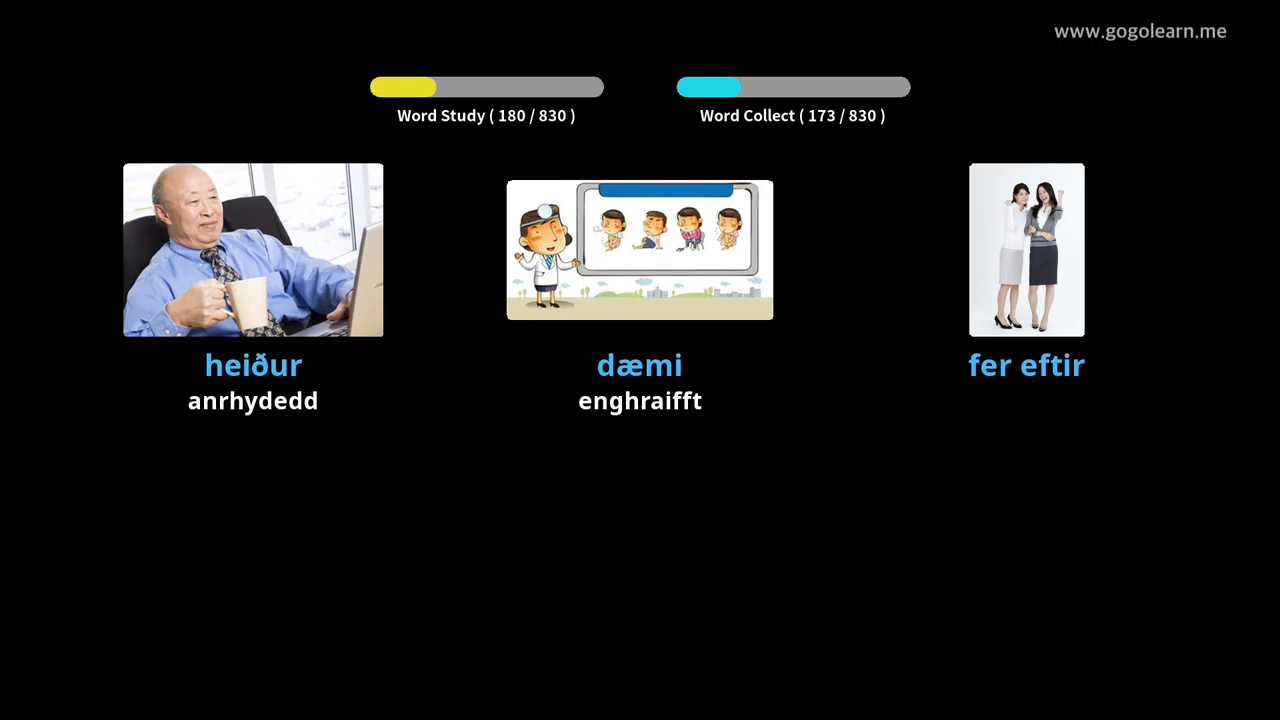 www.gogolearn.me
Word Study ( 180 / 830 )
Word Collect ( 173 / 830 )
heiður
anrhydedd
dæmi
enghraifft
fer eftir